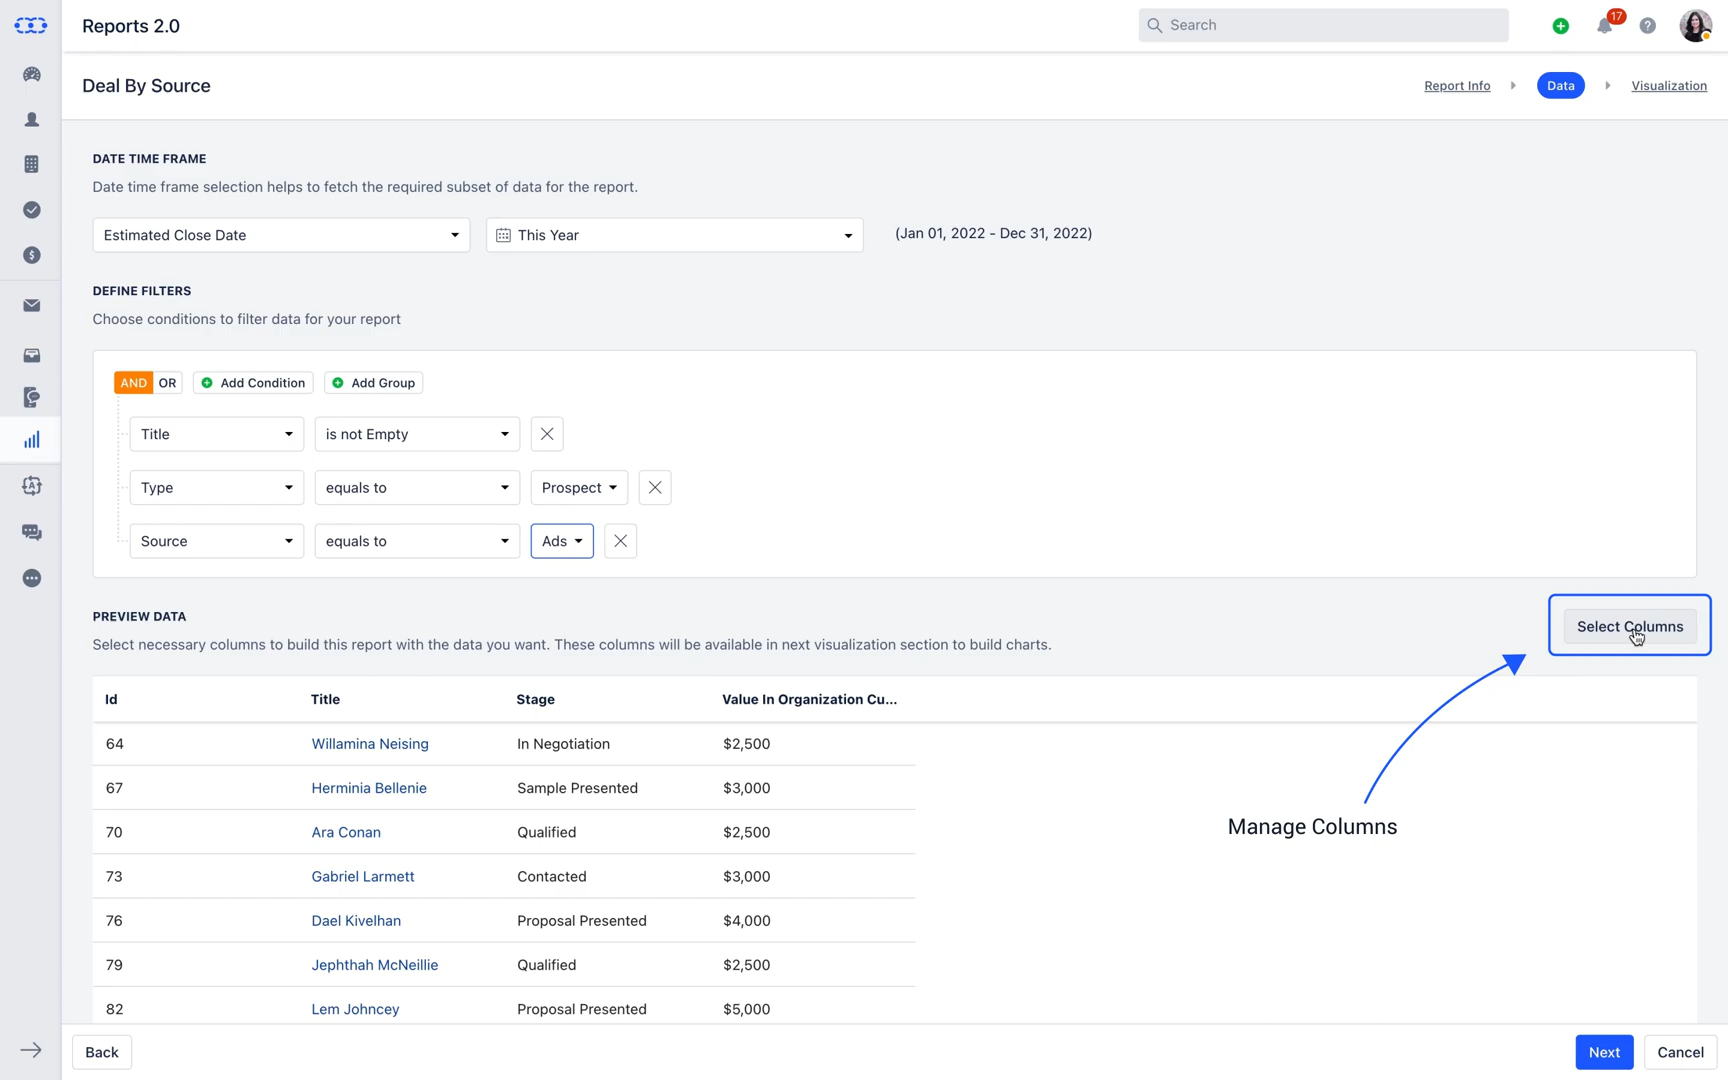 Reports 2.0
Search
17
Deal By Source
Report Info
Data
Visualization
DATE TIME FRAME
Date time frame selection helps to fetch the required subset of data for the report.
Estimated Close Date
This Year
(Jan 01, 2022 - Dec 31, 2022)
DEFINE FILTERS
Choose conditions to filter data for your report
AND OR Add Condition Add Group
Title is not Empty
Type equals to Prospect
Source equals to Ads
PREVIEW DATA
Select Columns
Select necessary columns to build this report with the data you want. These columns will be available in next visualization section to build charts.
Id Title Stage Value In Organization Cu...
64 Willamina Neising In Negotiation $2,500
67 Herminia Bellenie Sample Presented $3,000
70 Ara Conan Qualified $2,500
Manage Columns
73 Gabriel Larmett Contacted $3,000
76 Dael Kivelhan Proposal Presented $4,000
79 Jephthah McNeillie Qualified $2,500
82 Lem Johncey Proposal Presented $5,000
Back
Next
Cancel